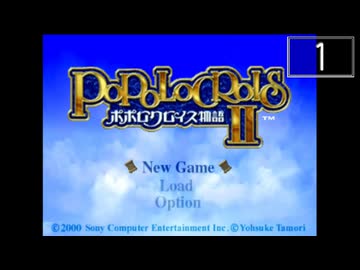 1
PoPoLoCRoIS
ポポロクロイス物語
II
TM
New Game
Load
Option
©2000 Sony Computer Entertainment Inc. ©Yohsuke Tamori